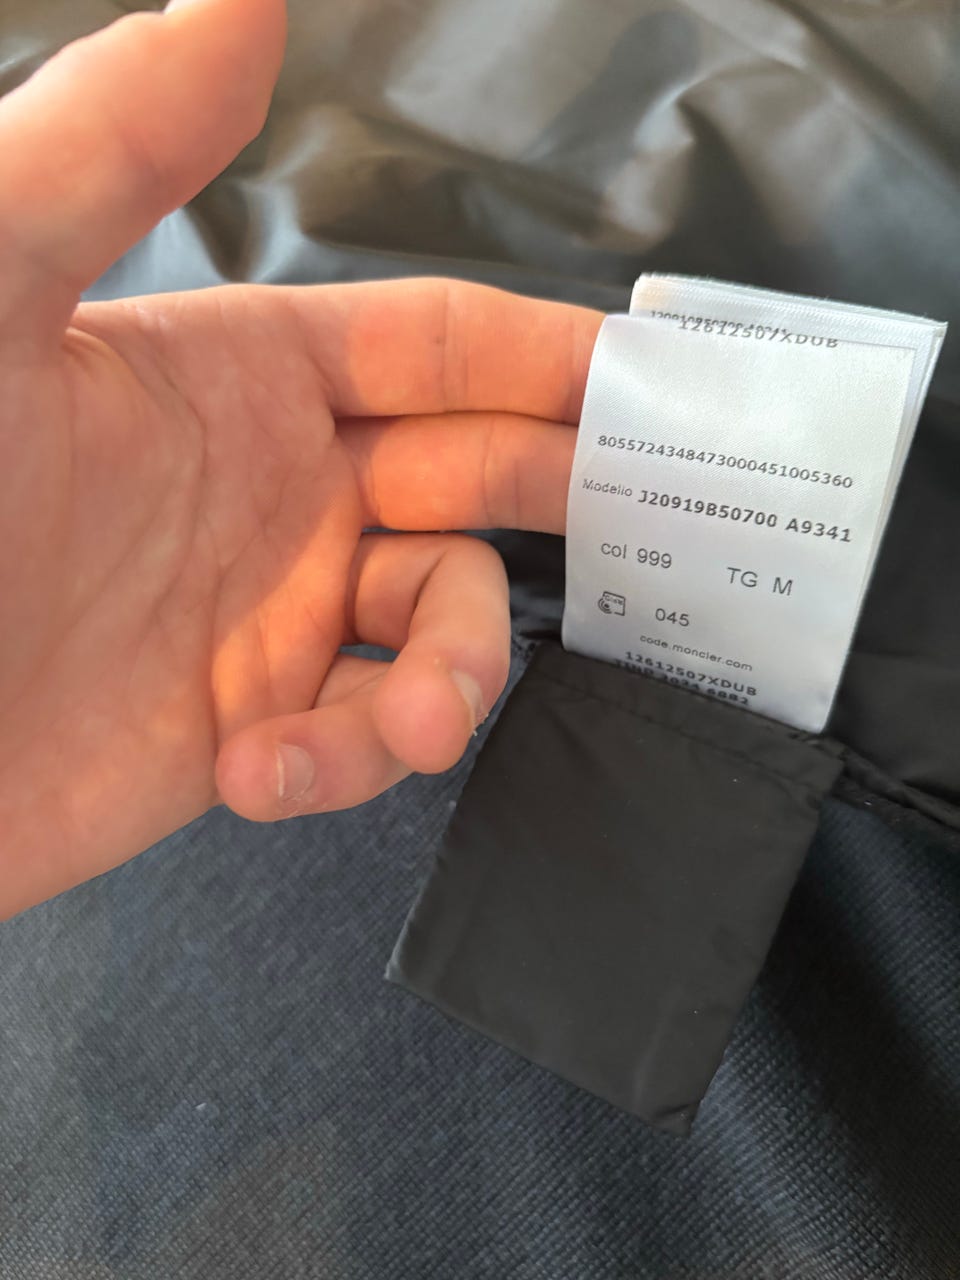 12612507XDUB
8055724348473000451005360
Modello J20919B50700 A9341
col 999 TG M
045
code.moncler.com
12612507XDUB